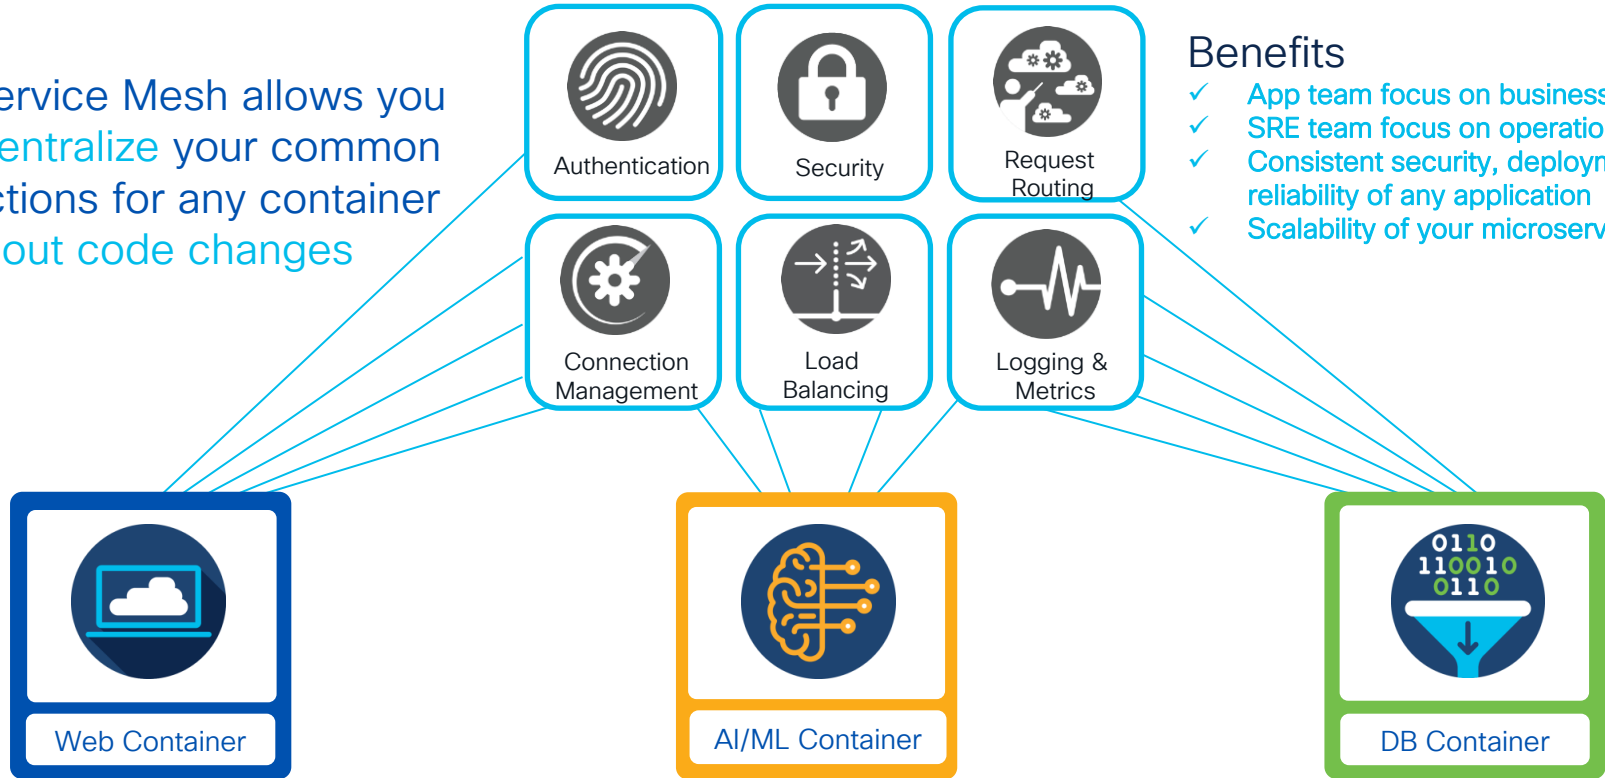 ervice Mesh allows you
entralize your common
ctions for any container
out code changes
Authentication
Security
Request
Routing
Connection
Management
Load
Balancing
Logging &
Metrics
Benefits
✓ App team focus on business
✓ SRE team focus on operatio
✓ Consistent security, deployn
reliability of any application
✓ Scalability of your microserv
Web Container
AI/ML Container
0110
110010
0110
DB Container